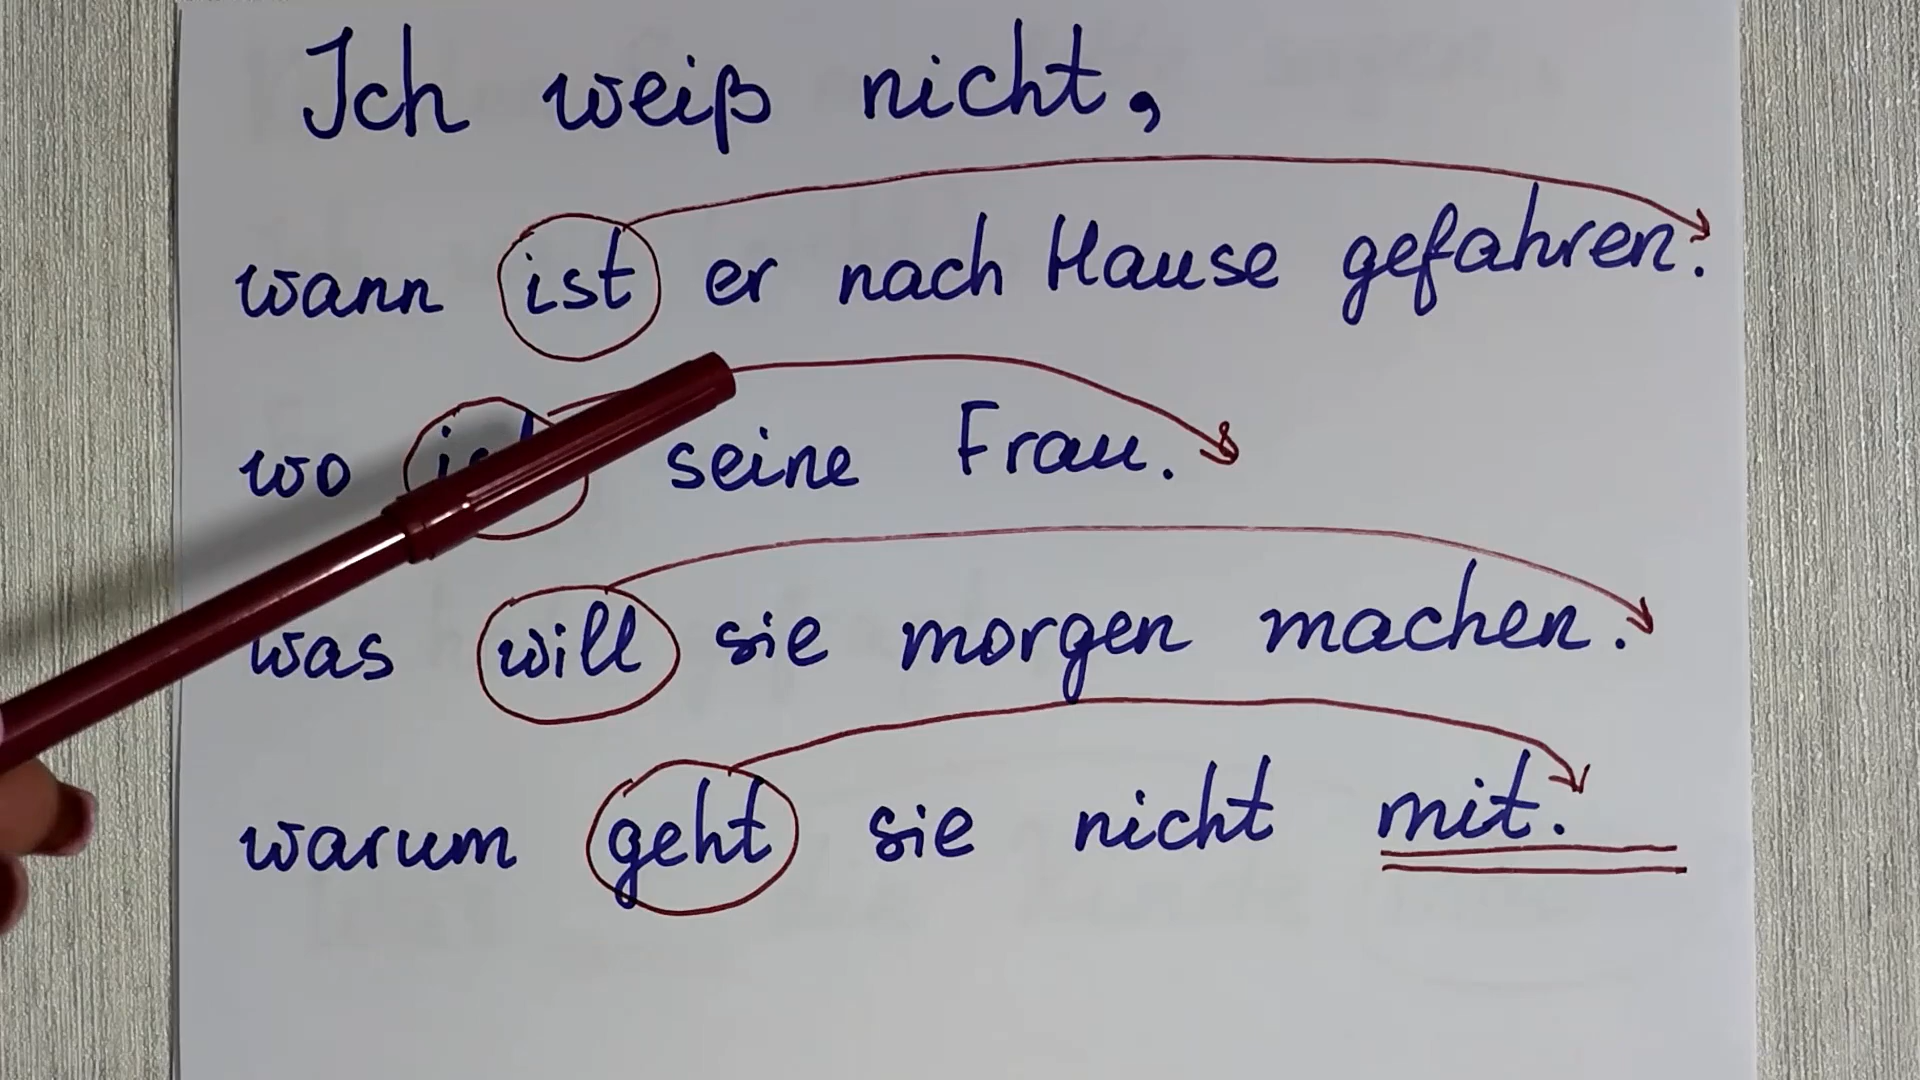 Ich weiß nicht,
wann ist er nach Hause gefahren.
wo ist seine Frau.
was will sie morgen machen.
warum geht sie nicht mit.